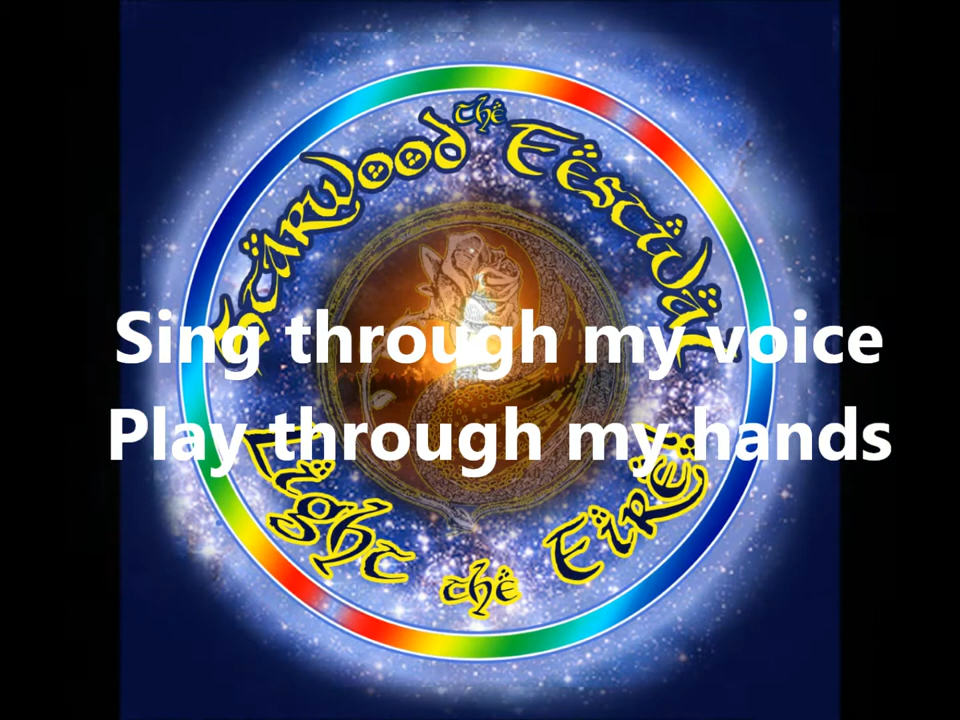 The Starwood Festival
Sing through my voice
Play through my hands
Light the Fire!